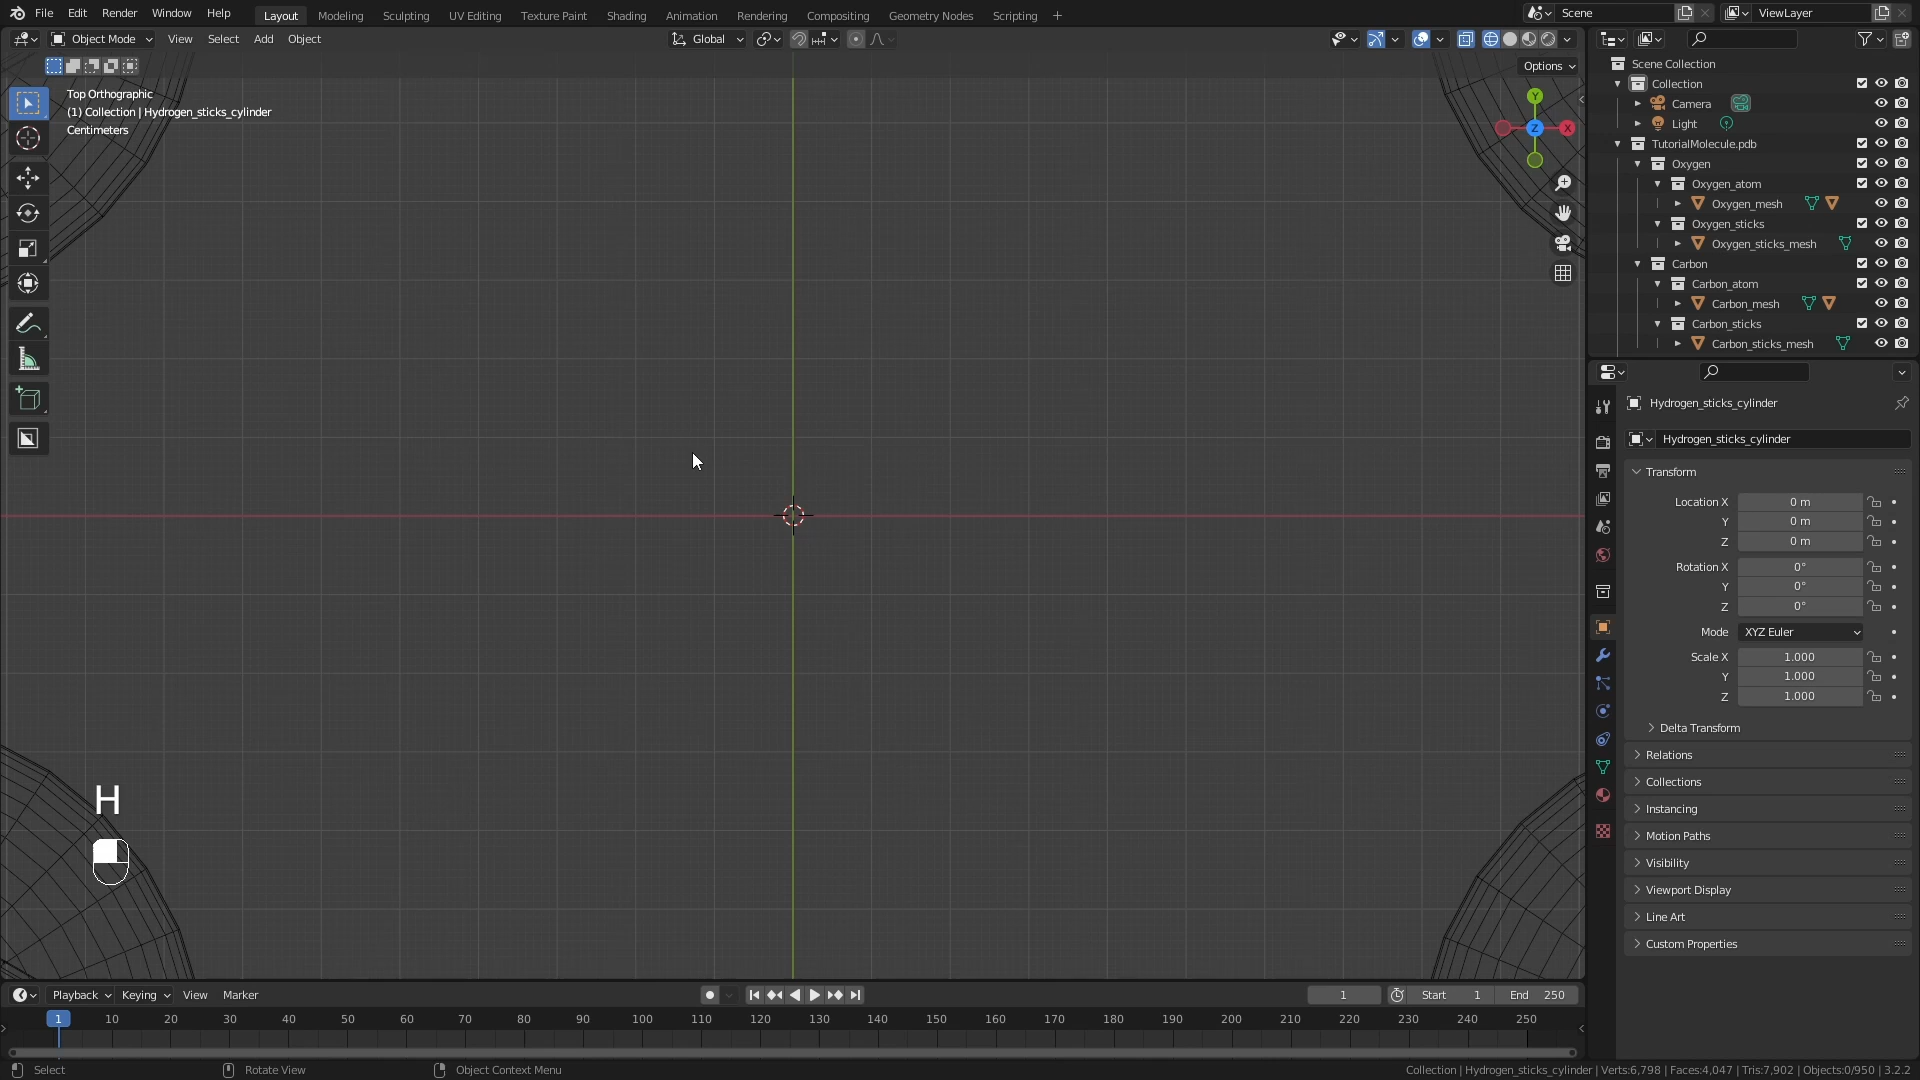 File Edit Render Window Help Layout Modeling Sculpting UV Editing Texture Paint Shading Animation Rendering Compositing Geometry Nodes Scripting + Scene ViewLayer
Object Mode View Select Add Object Global
Options
Top Orthographic
(1) Collection | Hydrogen_sticks_cylinder
Centimeters
Y
Z X
H
Scene Collection
Collection
Camera
Light
TutorialMolecule.pdb
Oxygen
Oxygen_atom
Oxygen_mesh
Oxygen_sticks
Oxygen_sticks_mesh
Carbon
Carbon_atom
Carbon_mesh
Carbon_sticks
Carbon_sticks_mesh
Hydrogen_sticks_cylinder
Hydrogen_sticks_cylinder
Transform
Location X 0 m
Y 0 m
Z 0 m
Rotation X 0°
Y 0°
Z 0°
Mode XYZ Euler
Scale X 1.000
Y 1.000
Z 1.000
Delta Transform
Relations
Collections
Instancing
Motion Paths
Visibility
Viewport Display
Line Art
Custom Properties
Playback Keying View Marker 1 Start 1 End 250
1 10 20 30 40 50 60 70 80 90 100 110 120 130 140 150 160 170 180 190 200 210 220 230 240 250
Select Rotate View Object Context Menu Collection | Hydrogen_sticks_cylinder | Verts:6,798 | Faces:4,047 | Tris:7,902 | Objects:0/950 | 3.2.2